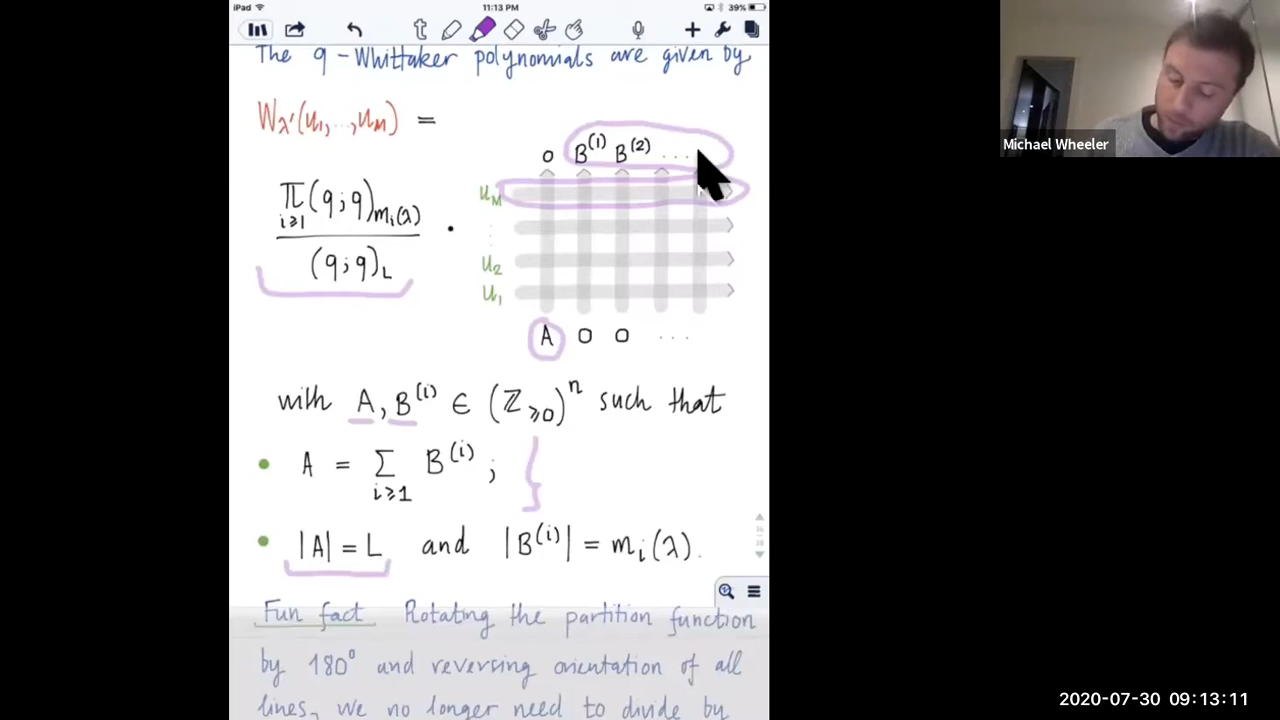 iPad 11:13 PM 39%
The q-Whittaker polynomials are given by
W_λ'(u_1,...,u_M) =
0 B^(1) B^(2) ...
∏_{i≥1} (q;q)_{m_i(λ)}
(q;q)_L
·
u_M
⋮
u_2
u_1
A 0 0 ...
with A, B^(i) ∈ (ℤ_{≥0})^n such that
• A = Σ_{i≥1} B^(i) ;
• |A| = L and |B^(i)| = m_i(λ).
Fun fact Rotating the partition function
by 180° and reversing orientation of all
lines, we no longer need to divide by
Michael Wheeler
2020-07-30 09:13:11